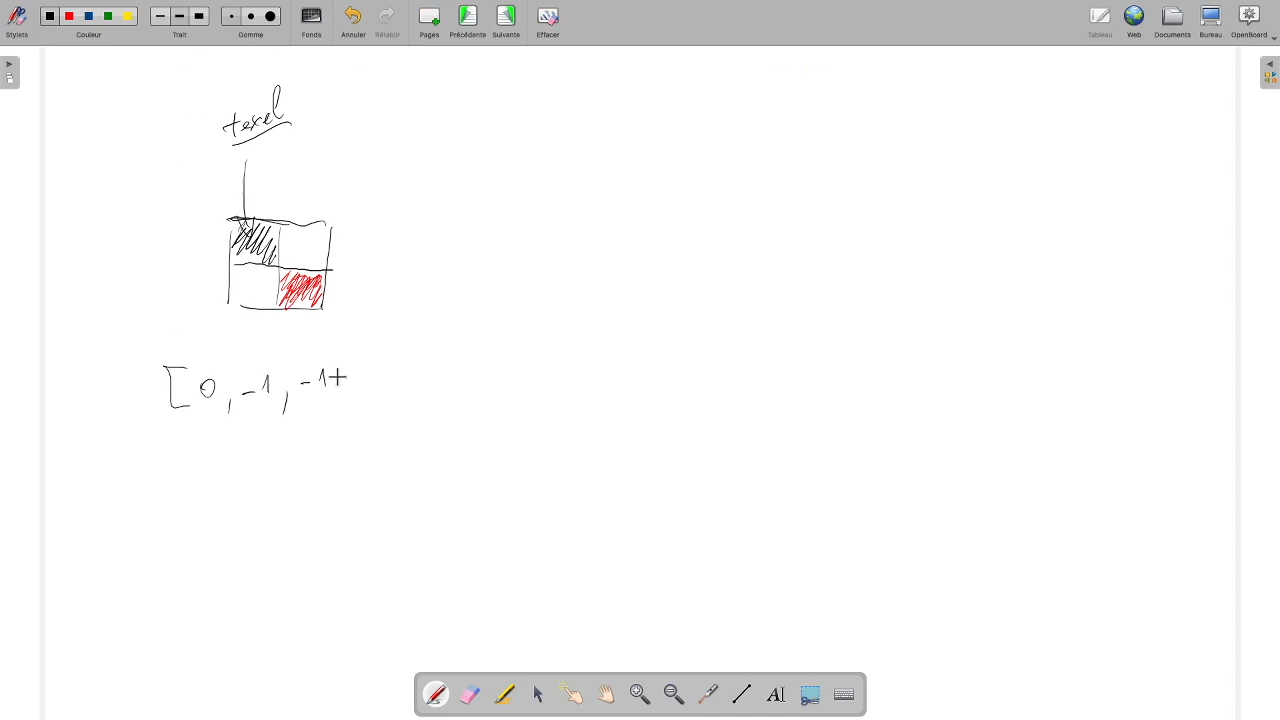 Stylets Couleur Trait Gomme Fonds Annuler Rétablir Pages Précédente Suivante Effacer Tableau Web Documents Bureau OpenBoard
texel
[ 0 , -1 , -1+